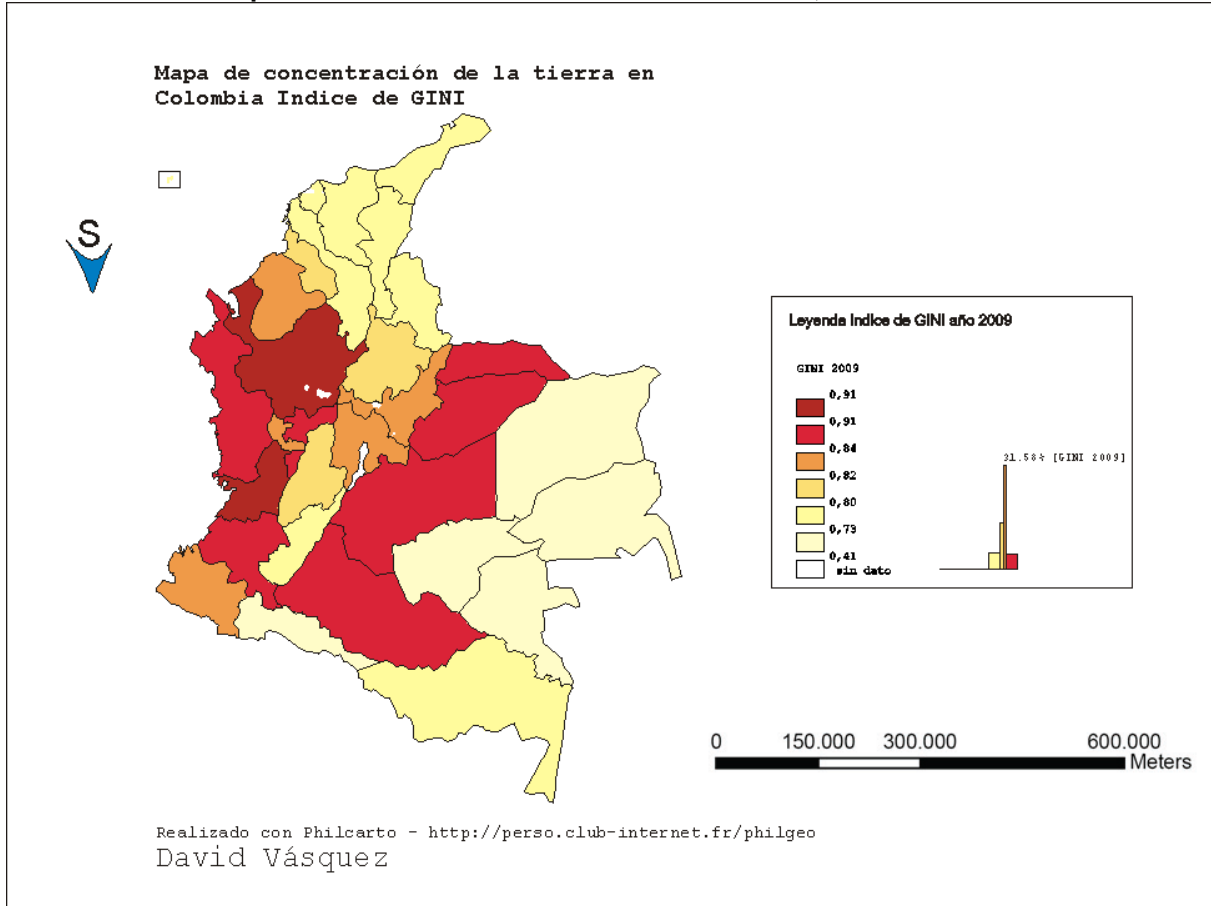 Mapa de concentración de la tierra en
Colombia Indice de GINI
S
Leyenda Indice de GINI año 2009
GINI 2009
0,91
0,91
0,84
0,82
0,80
0,73
0,41
sin dato
31.58% [GINI 2009]
0 150.000 300.000 600.000
Meters
Realizado con Philcarto - http://perso.club-internet.fr/philgeo
David Vásquez